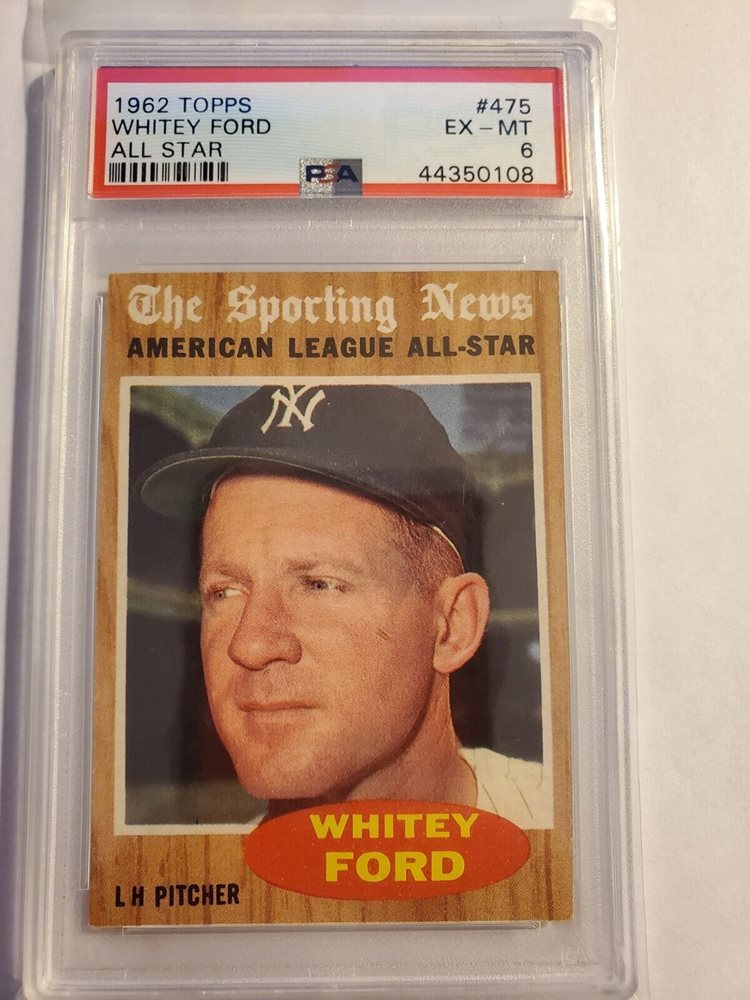 1962 TOPPS #475
WHITEY FORD EX - MT
ALL STAR 6
PSA 44350108
The Sporting News
AMERICAN LEAGUE ALL-STAR
NY
WHITEY
FORD
LH PITCHER